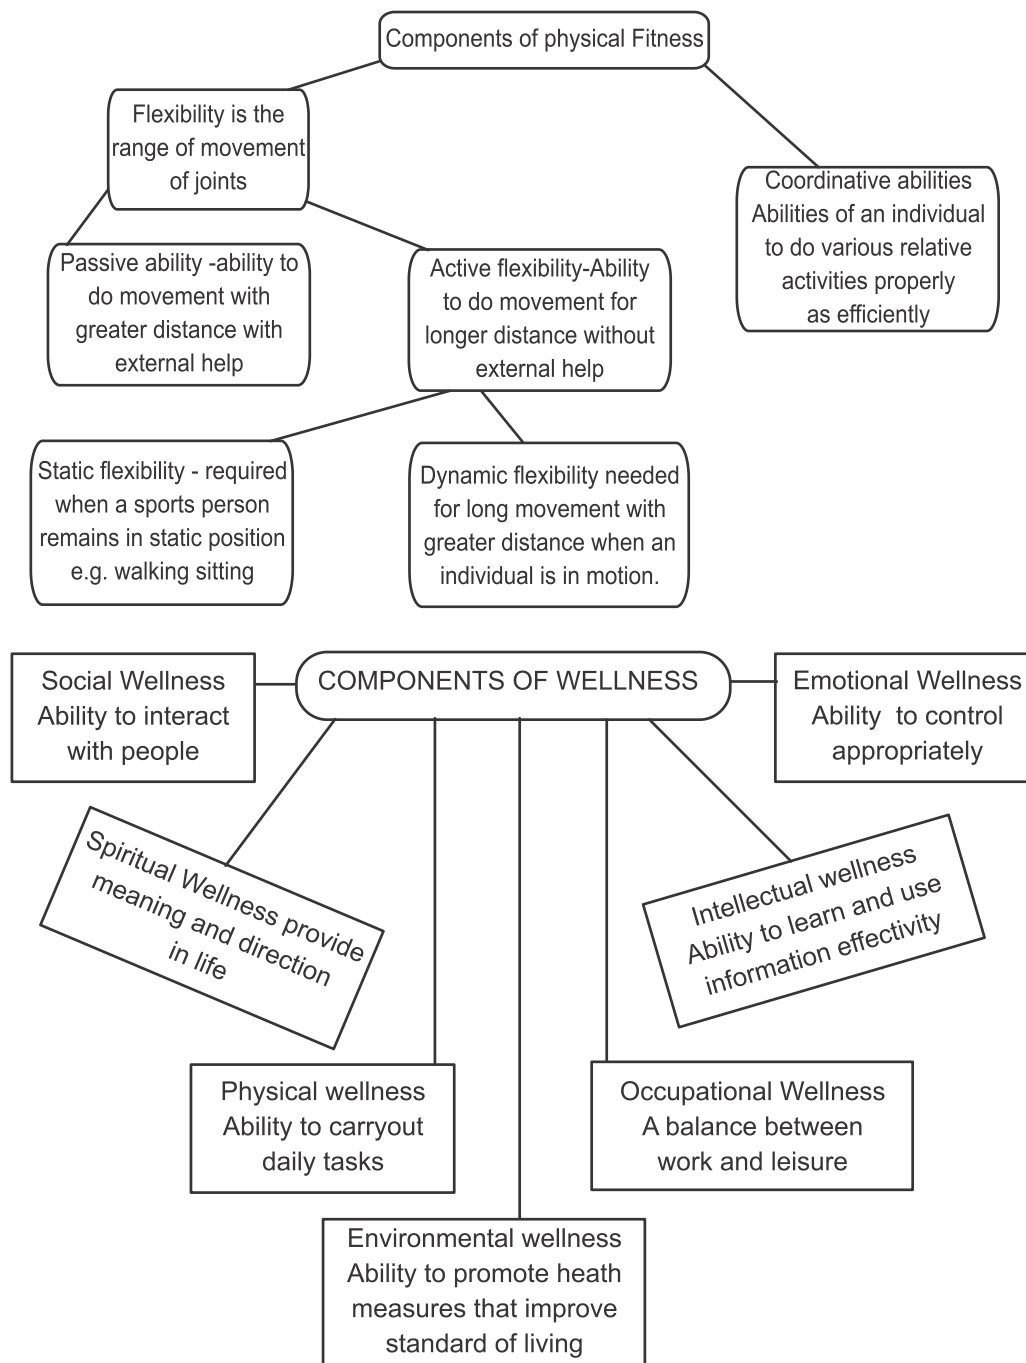 Components of physical Fitness
Flexibility is the
range of movement
of joints
Coordinative abilities
Abilities of an individual
to do various relative
activities properly
as efficiently
Passive ability -ability to
do movement with
greater distance with
external help
Active flexibility-Ability
to do movement for
longer distance without
external help
Static flexibility - required
when a sports person
remains in static position
e.g. walking sitting
Dynamic flexibility needed
for long movement with
greater distance when an
individual is in motion.
COMPONENTS OF WELLNESS
Social Wellness
Ability to interact
with people
Emotional Wellness
Ability to control
appropriately
Spiritual Wellness provide
meaning and direction
in life
Intellectual wellness
Ability to learn and use
information effectivity
Physical wellness
Ability to carryout
daily tasks
Occupational Wellness
A balance between
work and leisure
Environmental wellness
Ability to promote heath
measures that improve
standard of living